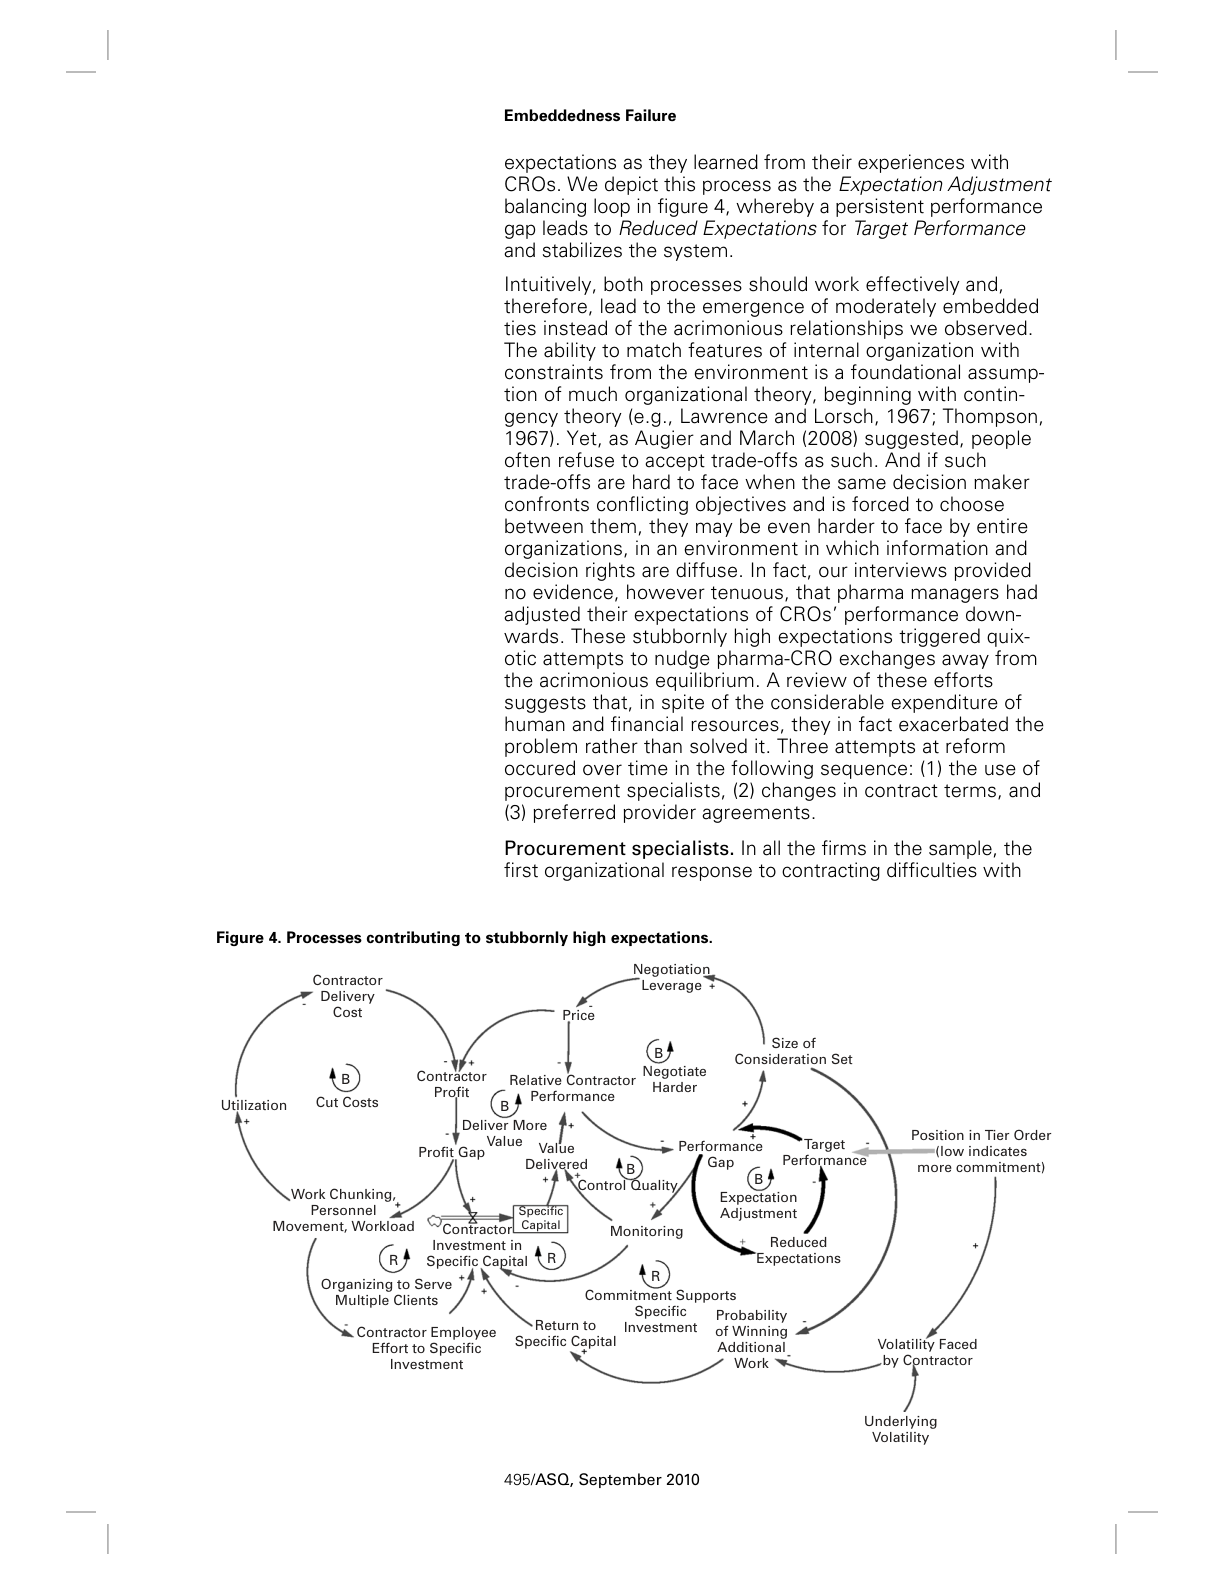 Embeddedness Failure
expectations as they learned from their experiences with
CROs. We depict this process as the Expectation Adjustment
balancing loop in figure 4, whereby a persistent performance
gap leads to Reduced Expectations for Target Performance
and stabilizes the system.
Intuitively, both processes should work effectively and,
therefore, lead to the emergence of moderately embedded
ties instead of the acrimonious relationships we observed.
The ability to match features of internal organization with
constraints from the environment is a foundational assump-
tion of much organizational theory, beginning with contin-
gency theory (e.g., Lawrence and Lorsch, 1967; Thompson,
1967). Yet, as Augier and March (2008) suggested, people
often refuse to accept trade-offs as such. And if such
trade-offs are hard to face when the same decision maker
confronts conflicting objectives and is forced to choose
between them, they may be even harder to face by entire
organizations, in an environment in which information and
decision rights are diffuse. In fact, our interviews provided
no evidence, however tenuous, that pharma managers had
adjusted their expectations of CROs’ performance down-
wards. These stubbornly high expectations triggered quix-
otic attempts to nudge pharma-CRO exchanges away from
the acrimonious equilibrium. A review of these efforts
suggests that, in spite of the considerable expenditure of
human and financial resources, they in fact exacerbated the
problem rather than solved it. Three attempts at reform
occured over time in the following sequence: (1) the use of
procurement specialists, (2) changes in contract terms, and
(3) preferred provider agreements.
Procurement specialists. In all the firms in the sample, the
first organizational response to contracting difficulties with
Figure 4. Processes contributing to stubbornly high expectations.
Contractor
Delivery
Cost
-
Negotiation
Leverage +
-
Price
Size of
Consideration Set
B
Negotiate
Harder
B
Cut Costs
- +
Contractor
Profit
-
Relative Contractor
Performance
B
Deliver More
Value
Utilization
+
-
Profit Gap
+
Value
Delivered
+ +
-
Performance
Gap
+
+
Target
Performance
-
-
Position in Tier Order
(low indicates
more commitment)
B
Control Quality
B
Expectation
Adjustment
Work Chunking,
Personnel
Movement, Workload
+
+
Specific
Capital
Contractor
Investment in
Specific Capital
+
Monitoring
+
Reduced
Expectations
R
Organizing to Serve
Multiple Clients
R
+
+
-
R
Commitment Supports
Specific
Investment
+
-
Contractor Employee
Effort to Specific
Investment
Return to
Specific Capital
+
Probability
of Winning
Additional
Work
-
-
Volatility Faced
by Contractor
Underlying
Volatility
495/ASQ, September 2010